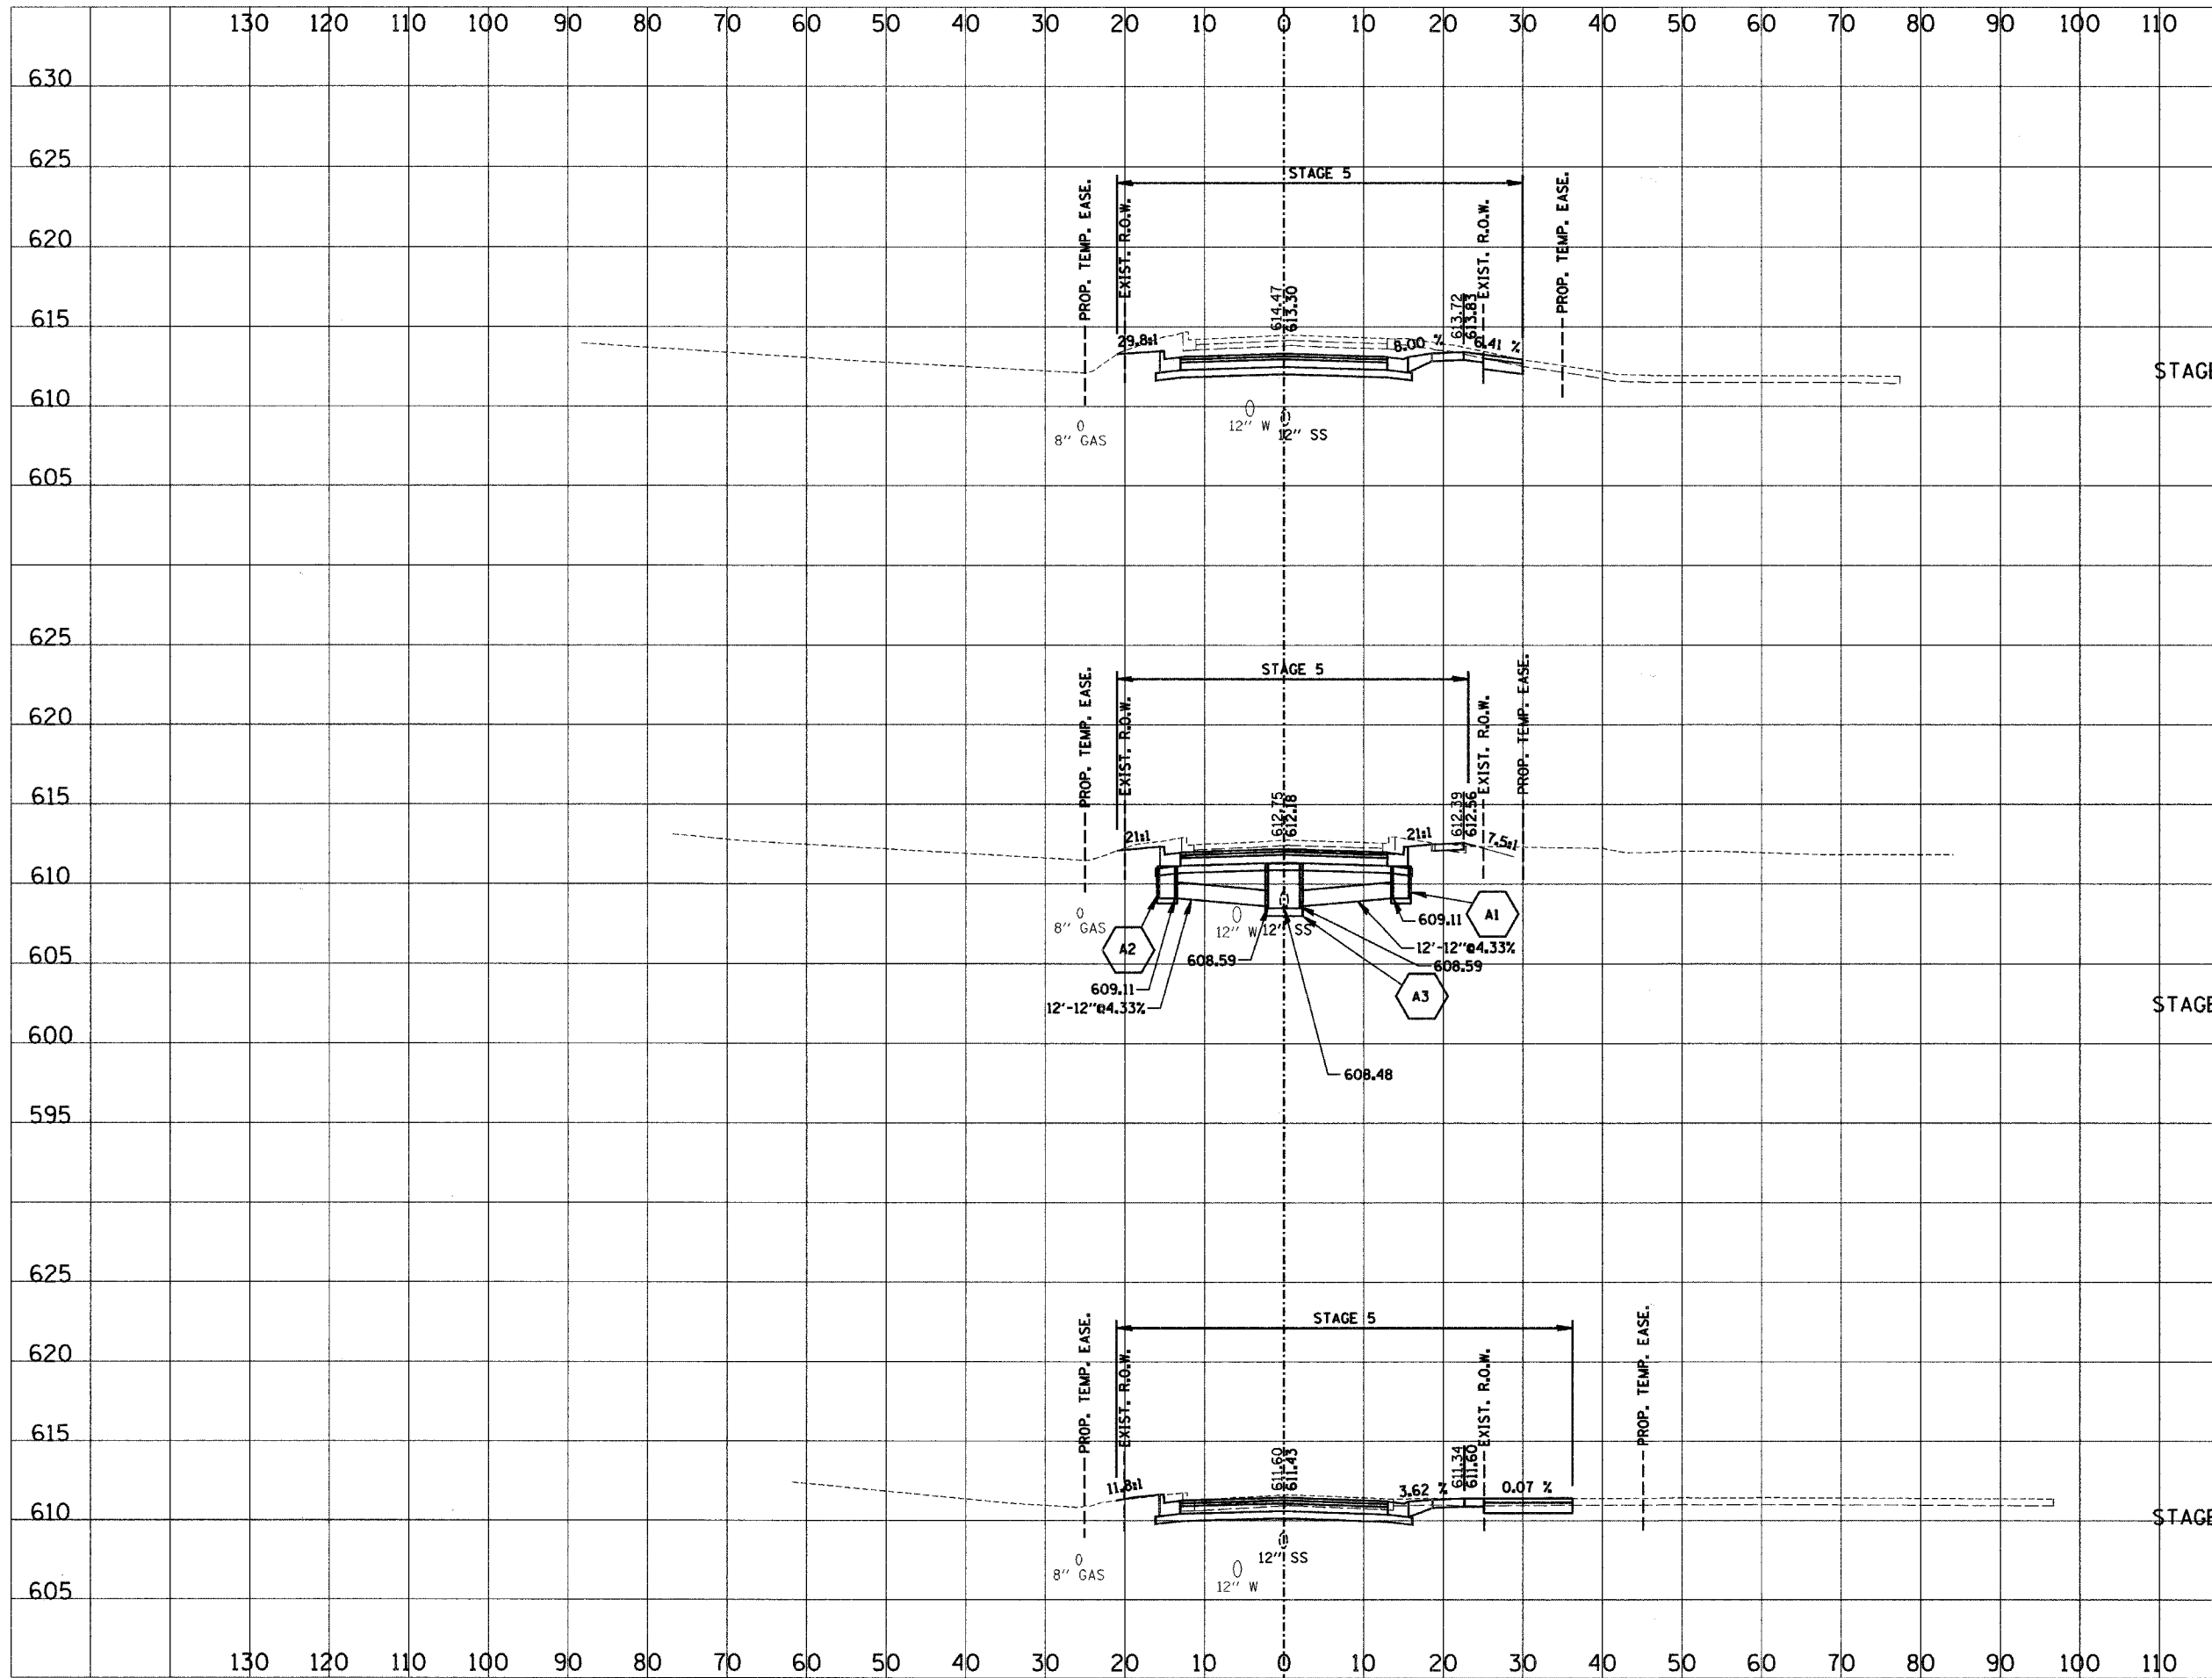 130 120 110 100 90 80 70 60 50 40 30 20 10 0 10 20 30 40 50 60 70 80 90 100 110
630
625
STAGE 5
PROP. TEMP. EASE.
EXIST. R.O.W.
EXIST. R.O.W.
PROP. TEMP. EASE.
620
615
614.47
613.30
613.72
613.83
29.8:1
8.00 %
6.41 %
STAGE
610
8" GAS
12" W
12" SS
605
625
STAGE 5
PROP. TEMP. EASE.
EXIST. R.O.W.
EXIST. R.O.W.
PROP. TEMP. EASE.
620
615
612.75
612.18
612.39
612.56
21:1
21:1
7.5:1
610
8" GAS
12" W
12" SS
A2
A1
609.11
12'-12"@4.33%
608.59
608.59
605
609.11
12'-12"@4.33%
A3
STAGE
600
608.48
595
625
STAGE 5
PROP. TEMP. EASE.
EXIST. R.O.W.
EXIST. R.O.W.
PROP. TEMP. EASE.
620
615
611.60
611.43
611.34
611.60
11.8:1
3.62 %
0.07 %
610
STAGE
12" SS
8" GAS
12" W
605
130 120 110 100 90 80 70 60 50 40 30 20 10 0 10 20 30 40 50 60 70 80 90 100 110